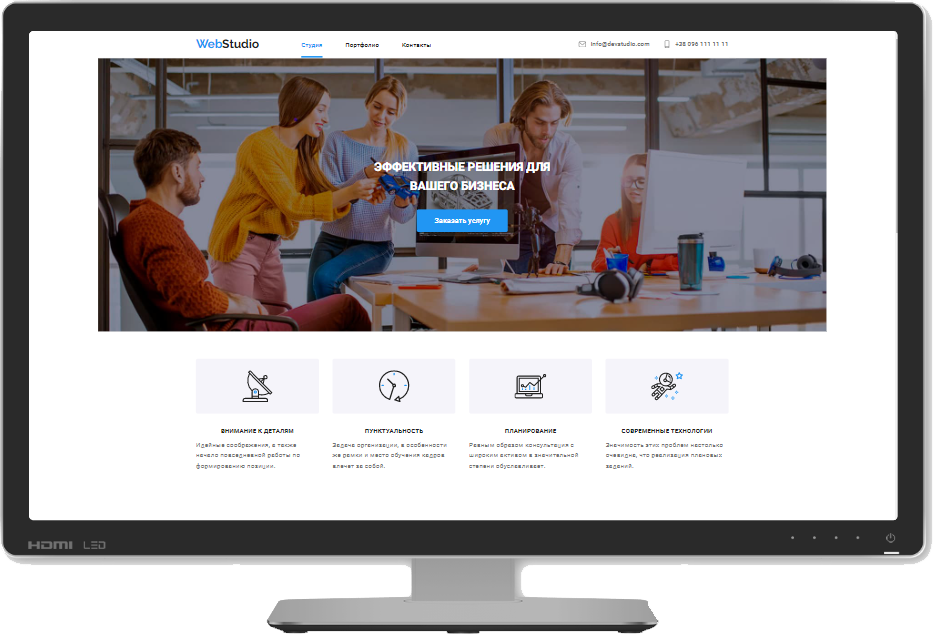 WebStudio
Студия
Портфолио
Контакты
info@devstudio.com
+38 096 111 11 11
ЭФФЕКТИВНЫЕ РЕШЕНИЯ ДЛЯ
ВАШЕГО БИЗНЕСА
Заказать услугу
ВНИМАНИЕ К ДЕТАЛЯМ
Идейные соображения, а также
начало повседневной работы по
формированию позиции.
ПУНКТУАЛЬНОСТЬ
Задача организации, в особенности
же рамки и место обучения кадров
влечет за собой.
ПЛАНИРОВАНИЕ
Равным образом консультация с
широким активом в значительной
степени обуславливает.
СОВРЕМЕННЫЕ ТЕХНОЛОГИИ
Значимость этих проблем настолько
очевидна, что реализация плановых
заданий.
HDMI
LED